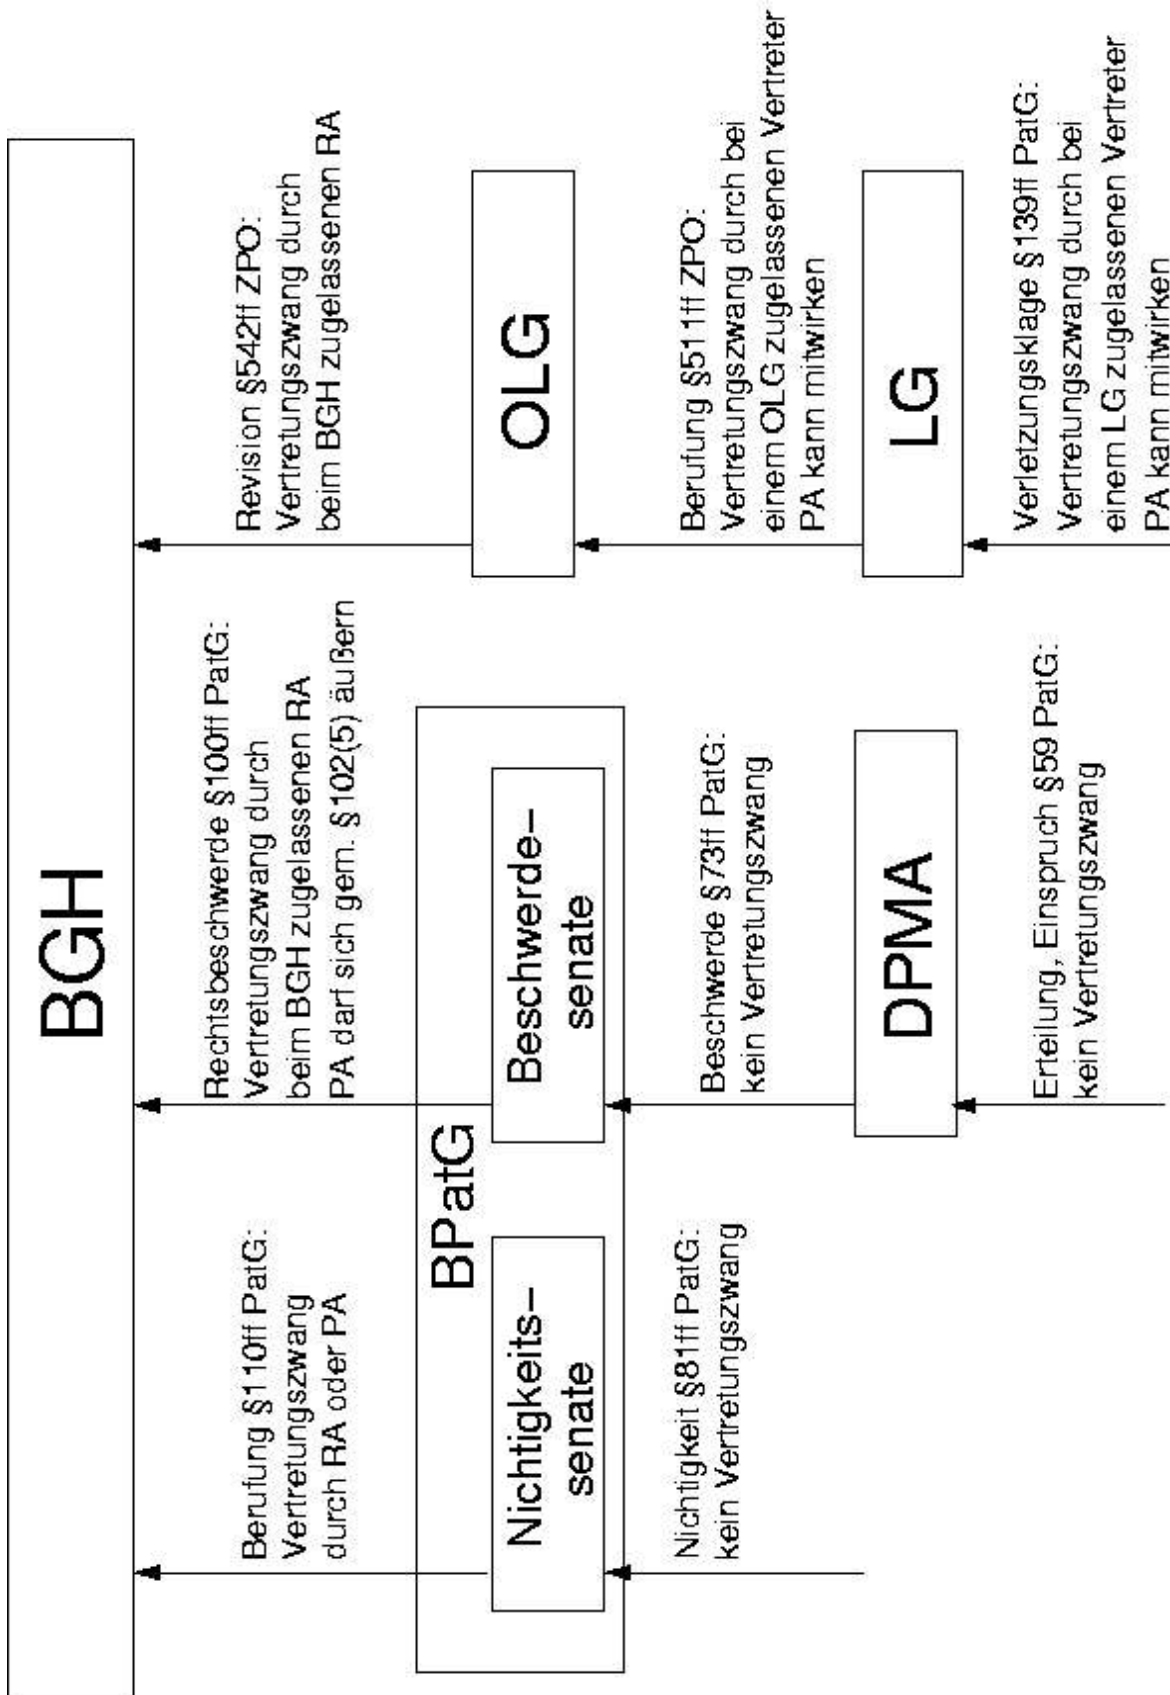 BGH
Berufung §110ff PatG:
Vertretungszwang
durch RA oder PA
Rechtsbeschwerde §100ff PatG:
Vertretungszwang durch
beim BGH zugelassenen RA
PA darf sich gem. §102(5) äußern
Revision §542ff ZPO:
Vertretungszwang durch
beim BGH zugelassenen RA
BPatG
Nichtigkeits–
senate
Beschwerde–
senate
OLG
Nichtigkeit §81ff PatG:
kein Vertretungszwang
Beschwerde §73ff PatG:
kein Vertretungszwang
Berufung §511ff ZPO:
Vertretungszwang durch bei
einem OLG zugelassenen Vertreter
PA kann mitwirken
DPMA
LG
Erteilung, Einspruch §59 PatG:
kein Vertretungszwang
Verletzungsklage §139ff PatG:
Vertretungszwang durch bei
einem LG zugelassenen Vertreter
PA kann mitwirken